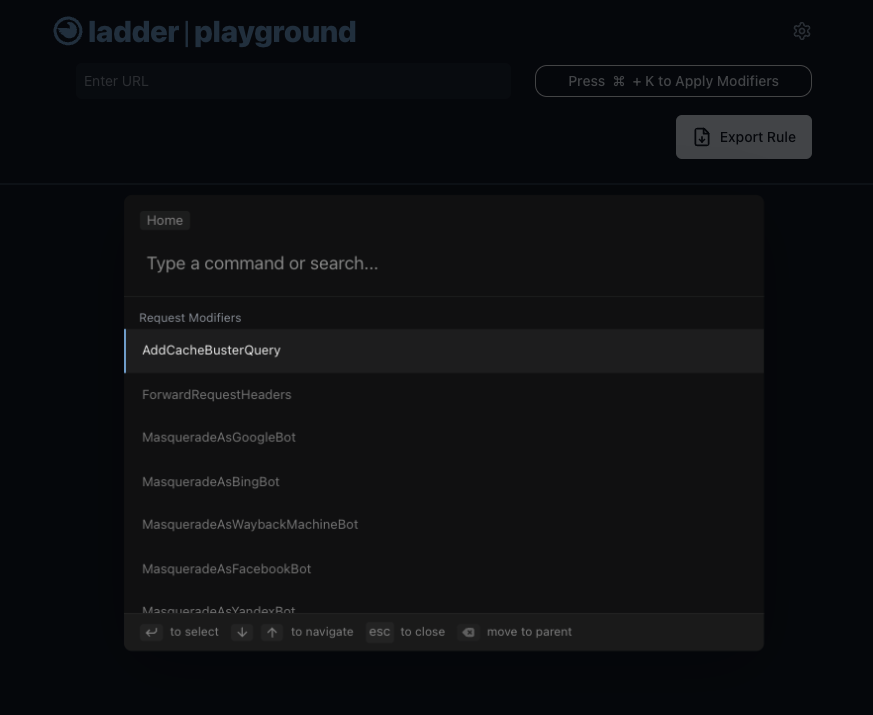 ladder|playground
Enter URL
Press ⌘ + K to Apply Modifiers
Export Rule
Home
Type a command or search...
Request Modifiers
AddCacheBusterQuery
ForwardRequestHeaders
MasqueradeAsGoogleBot
MasqueradeAsBingBot
MasqueradeAsWaybackMachineBot
MasqueradeAsFacebookBot
MasqueradeAsYandexBot
to select to navigate esc to close move to parent